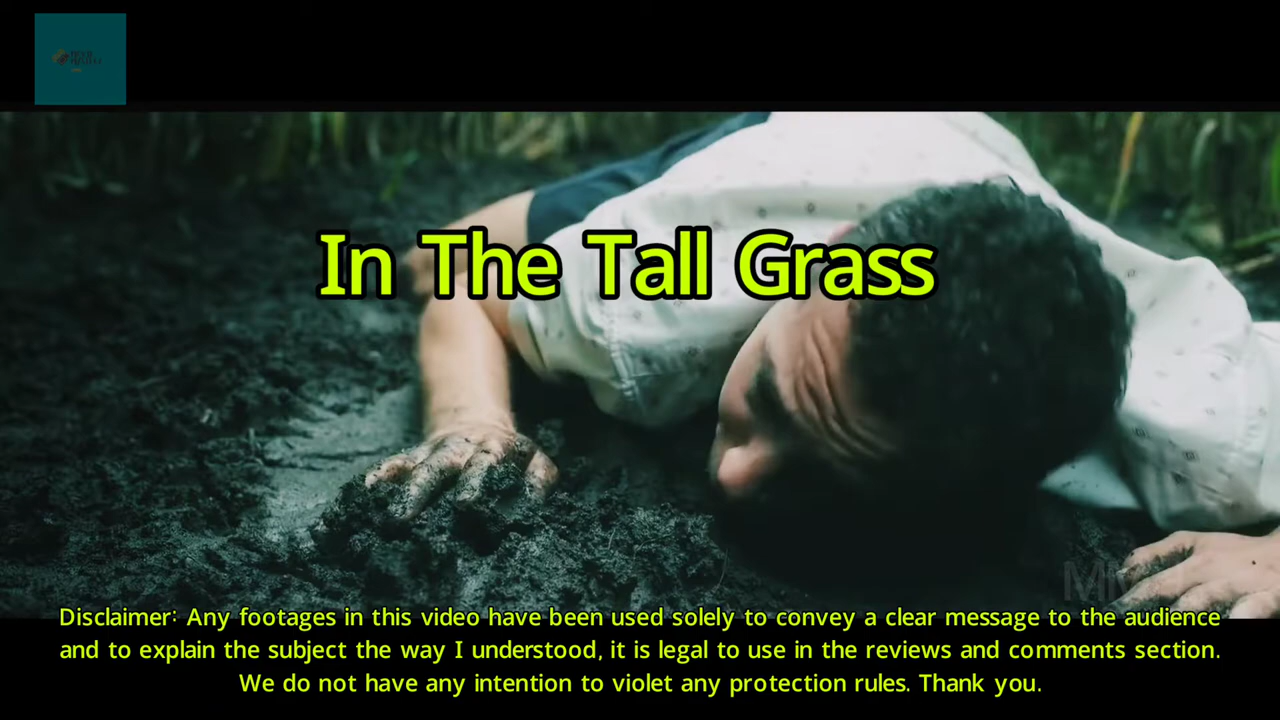 In The Tall Grass
Disclaimer: Any footages in this video have been used solely to convey a clear message to the audience
and to explain the subject the way I understood, it is legal to use in the reviews and comments section.
We do not have any intention to violet any protection rules. Thank you.